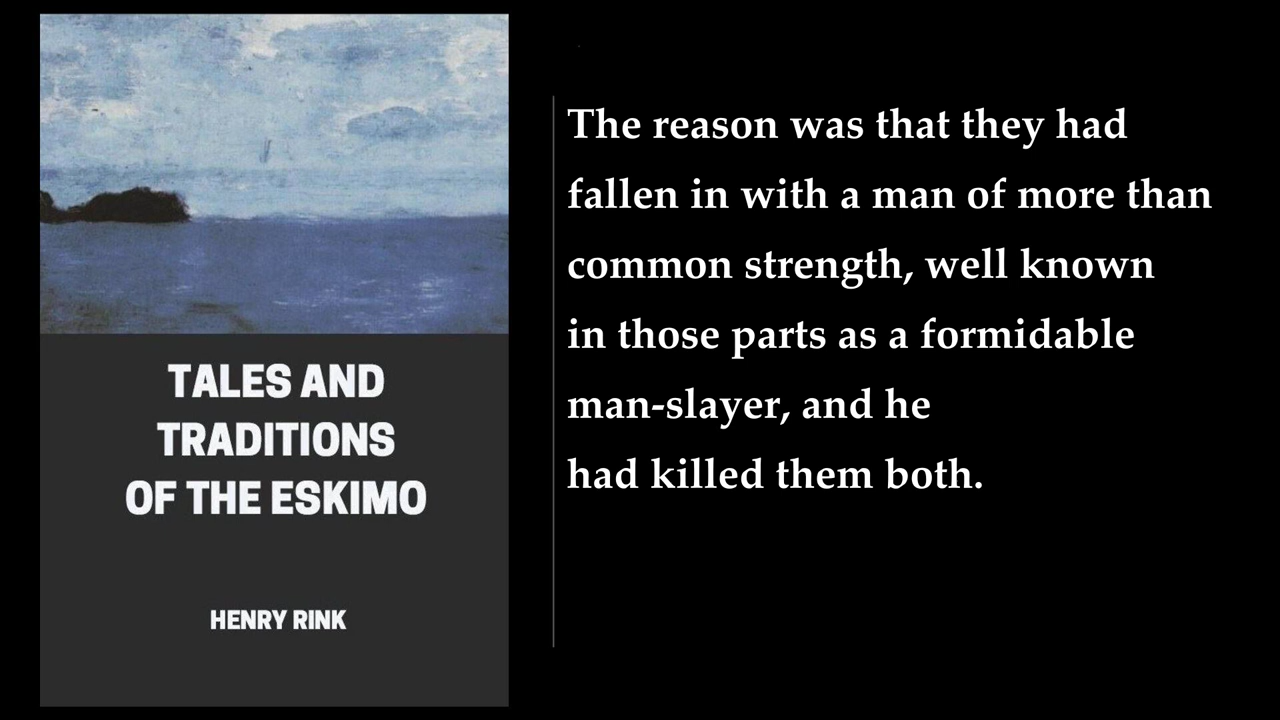 TALES AND
TRADITIONS
OF THE ESKIMO
HENRY RINK
The reason was that they had
fallen in with a man of more than
common strength, well known
in those parts as a formidable
man-slayer, and he
had killed them both.